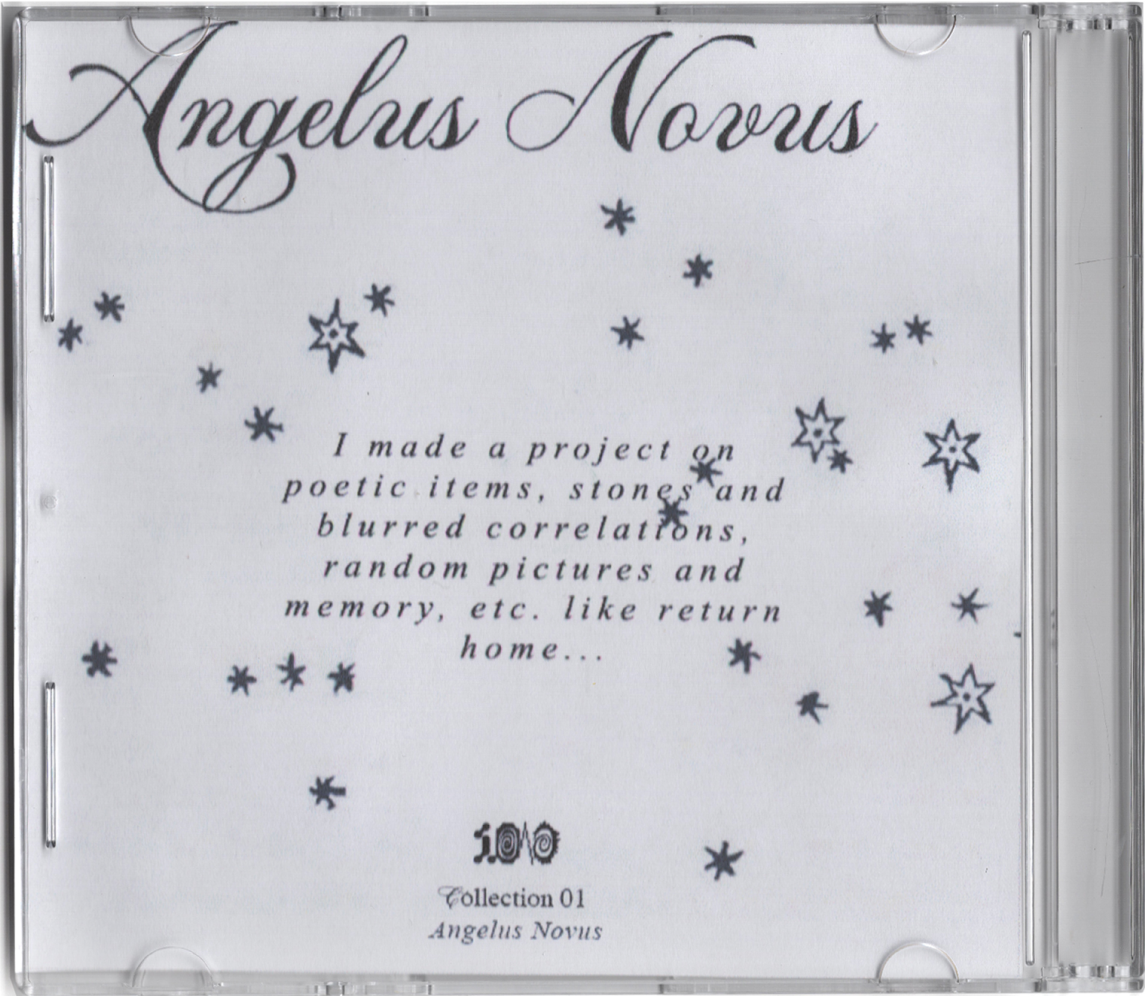 Angelus Novus
I made a project on
poetic items, stones and
blurred correlations,
random pictures and
memory, etc. like return
home...
Collection 01
Angelus Novus